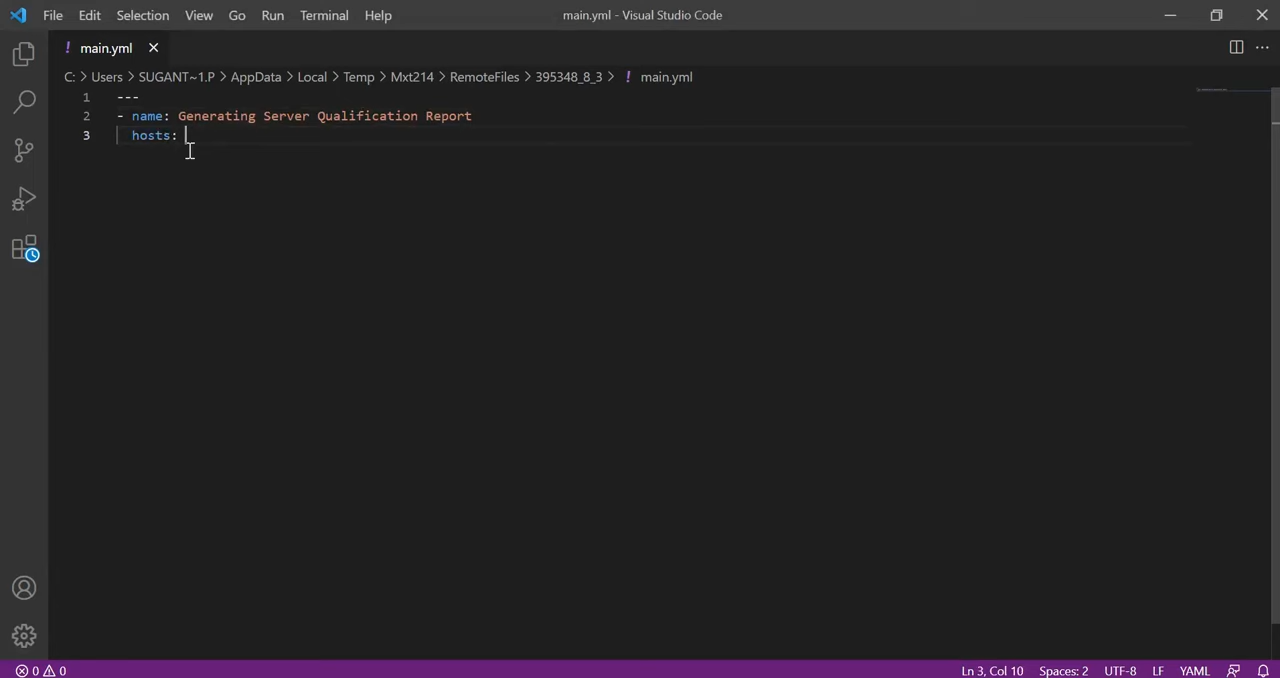 File Edit Selection View Go Run Terminal Help main.yml - Visual Studio Code
! main.yml
C: > Users > SUGANT~1.P > AppData > Local > Temp > Mxt214 > RemoteFiles > 395348_8_3 > ! main.yml
1 ---
2 - name: Generating Server Qualification Report
3 hosts:
0 0 Ln 3, Col 10 Spaces: 2 UTF-8 LF YAML